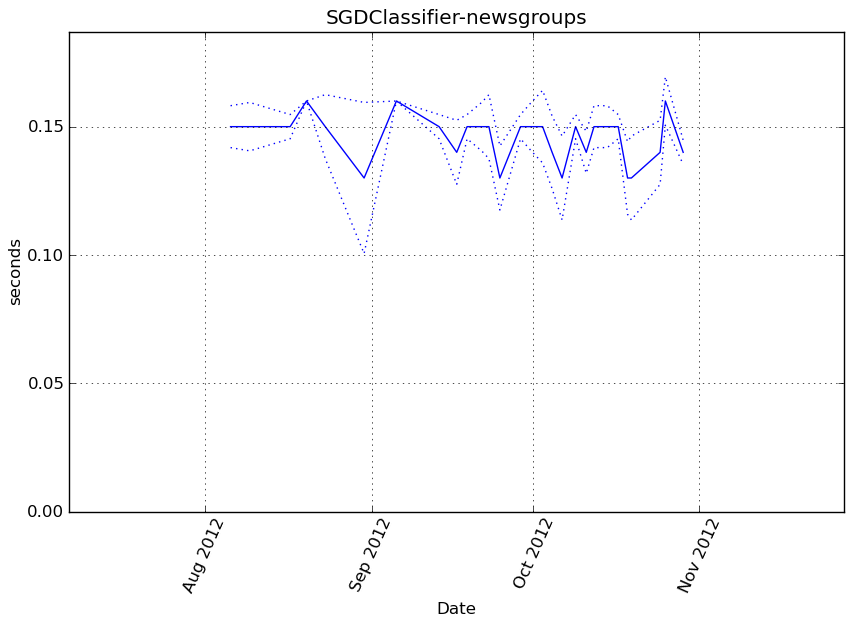 SGDClassifier-newsgroups
0.15
0.10
0.05
0.00
seconds
Aug 2012
Sep 2012
Oct 2012
Nov 2012
Date